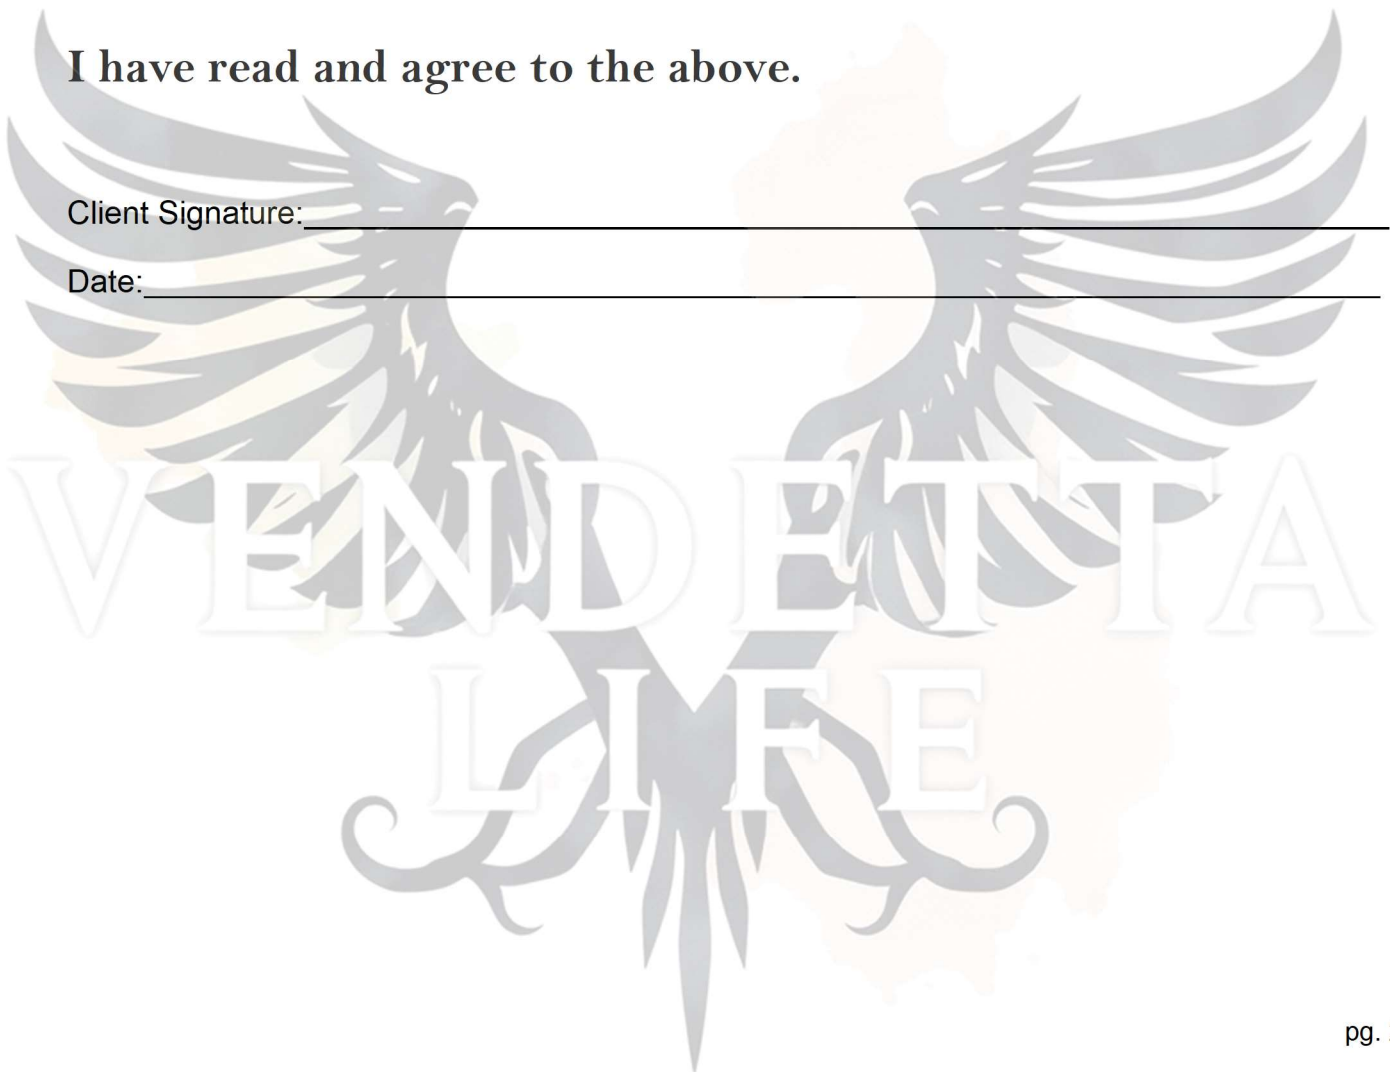 I have read and agree to the above.
Client Signature:
Date:
VENDETTA
LIFE
pg.